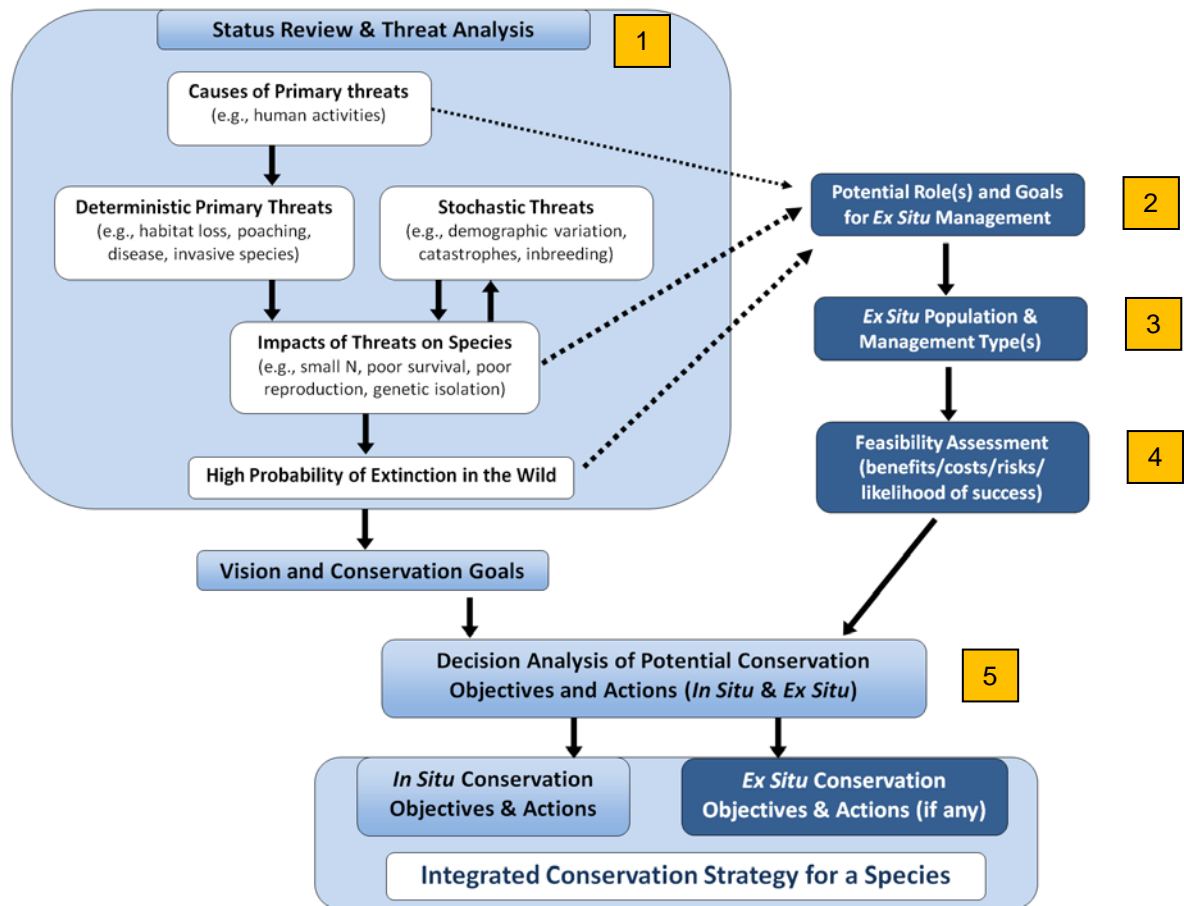 Status Review & Threat Analysis
1
Causes of Primary threats
(e.g., human activities)
Deterministic Primary Threats
(e.g., habitat loss, poaching,
disease, invasive species)
Stochastic Threats
(e.g., demographic variation,
catastrophes, inbreeding)
Impacts of Threats on Species
(e.g., small N, poor survival, poor
reproduction, genetic isolation)
High Probability of Extinction in the Wild
Potential Role(s) and Goals
for Ex Situ Management
2
Ex Situ Population &
Management Type(s)
3
Feasibility Assessment
(benefits/costs/risks/
likelihood of success)
4
Vision and Conservation Goals
Decision Analysis of Potential Conservation
Objectives and Actions (In Situ & Ex Situ)
5
In Situ Conservation
Objectives & Actions
Ex Situ Conservation
Objectives & Actions (if any)
Integrated Conservation Strategy for a Species